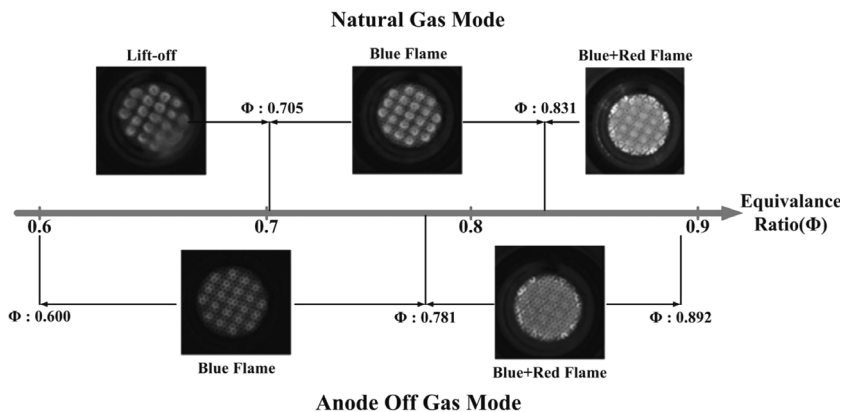 Natural Gas Mode
Lift-off
Blue Flame
Blue+Red Flame
Φ : 0.705
Φ : 0.831
0.6
0.7
0.8
0.9
Equivalance
Ratio(Φ)
Φ : 0.600
Φ : 0.781
Φ : 0.892
Blue Flame
Blue+Red Flame
Anode Off Gas Mode